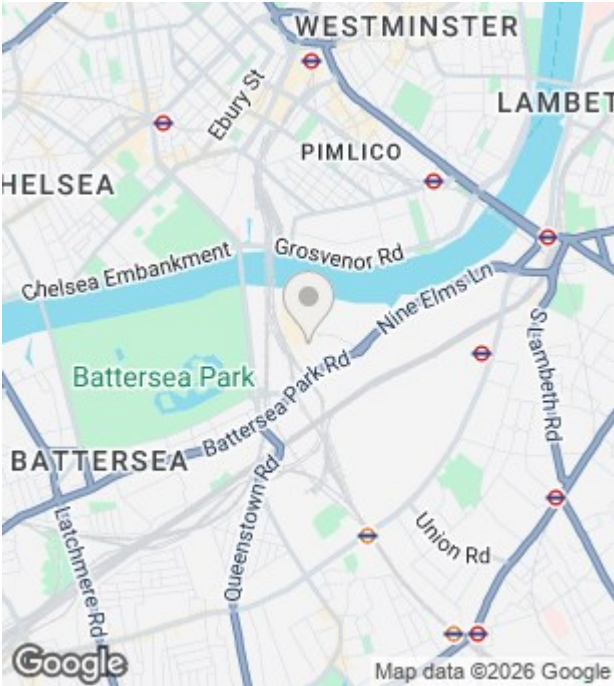 WESTMINSTER
Ebury St
LAMBET
PIMLICO
HELSEA
Grosvenor Rd
Chelsea Embankment
Nine Elms Ln
S Lambeth Rd
Battersea Park
Battersea Park Rd
BATTERSEA
Queenstown Rd
Latchmere Rd
Union Rd
Google
Map data ©2026 Google